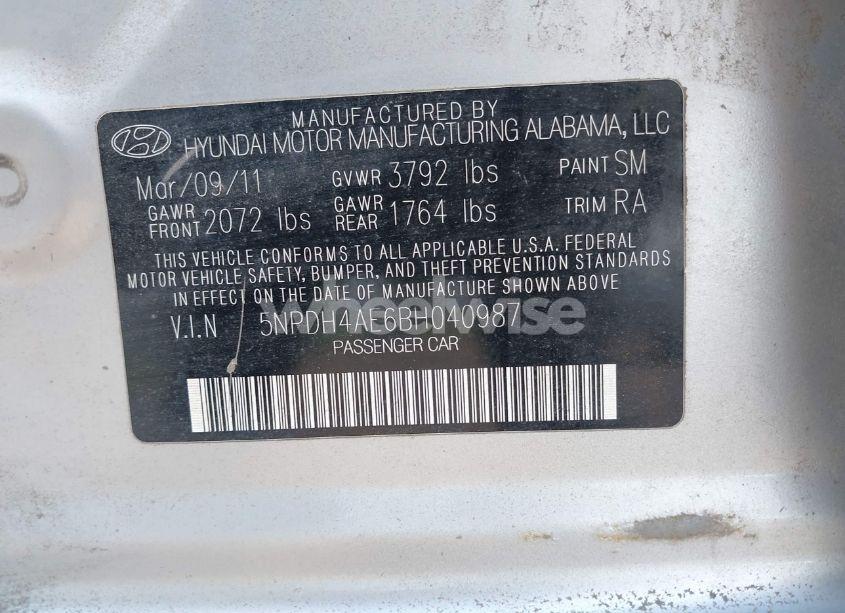 MANUFACTURED BY
HYUNDAI MOTOR MANUFACTURING ALABAMA, LLC
Mar/09/11 GVWR 3792 lbs PAINT SM
GAWR FRONT 2072 lbs GAWR REAR 1764 lbs TRIM RA
THIS VEHICLE CONFORMS TO ALL APPLICABLE U.S.A. FEDERAL
MOTOR VEHICLE SAFETY, BUMPER, AND THEFT PREVENTION STANDARDS
IN EFFECT ON THE DATE OF MANUFACTURE SHOWN ABOVE
V.I.N 5NPDH4AE6BH040987
Wheelwise
PASSENGER CAR